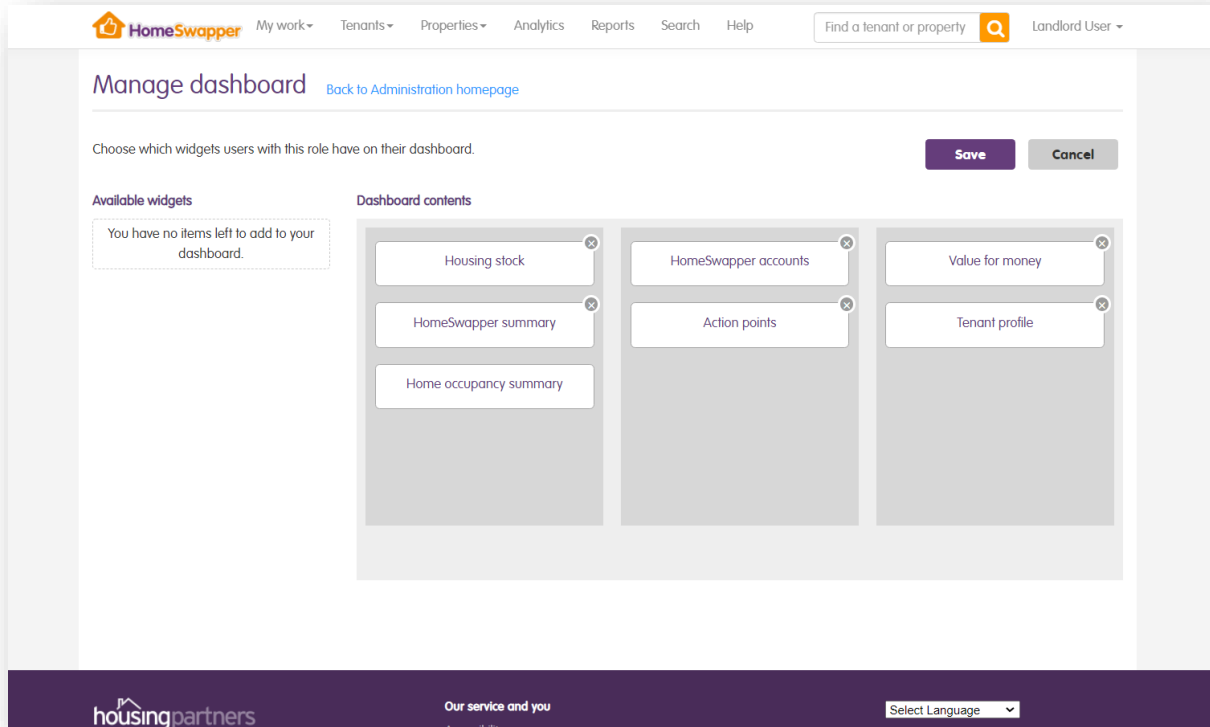 HomeSwapper My work Tenants Properties Analytics Reports Search Help Find a tenant or property Landlord User
Manage dashboard Back to Administration homepage
Choose which widgets users with this role have on their dashboard.
Save Cancel
Available widgets
You have no items left to add to your
dashboard.
Dashboard contents
Housing stock
HomeSwapper summary
Home occupancy summary
HomeSwapper accounts
Action points
Value for money
Tenant profile
housingpartners
Our service and you
Accessibility
Select Language